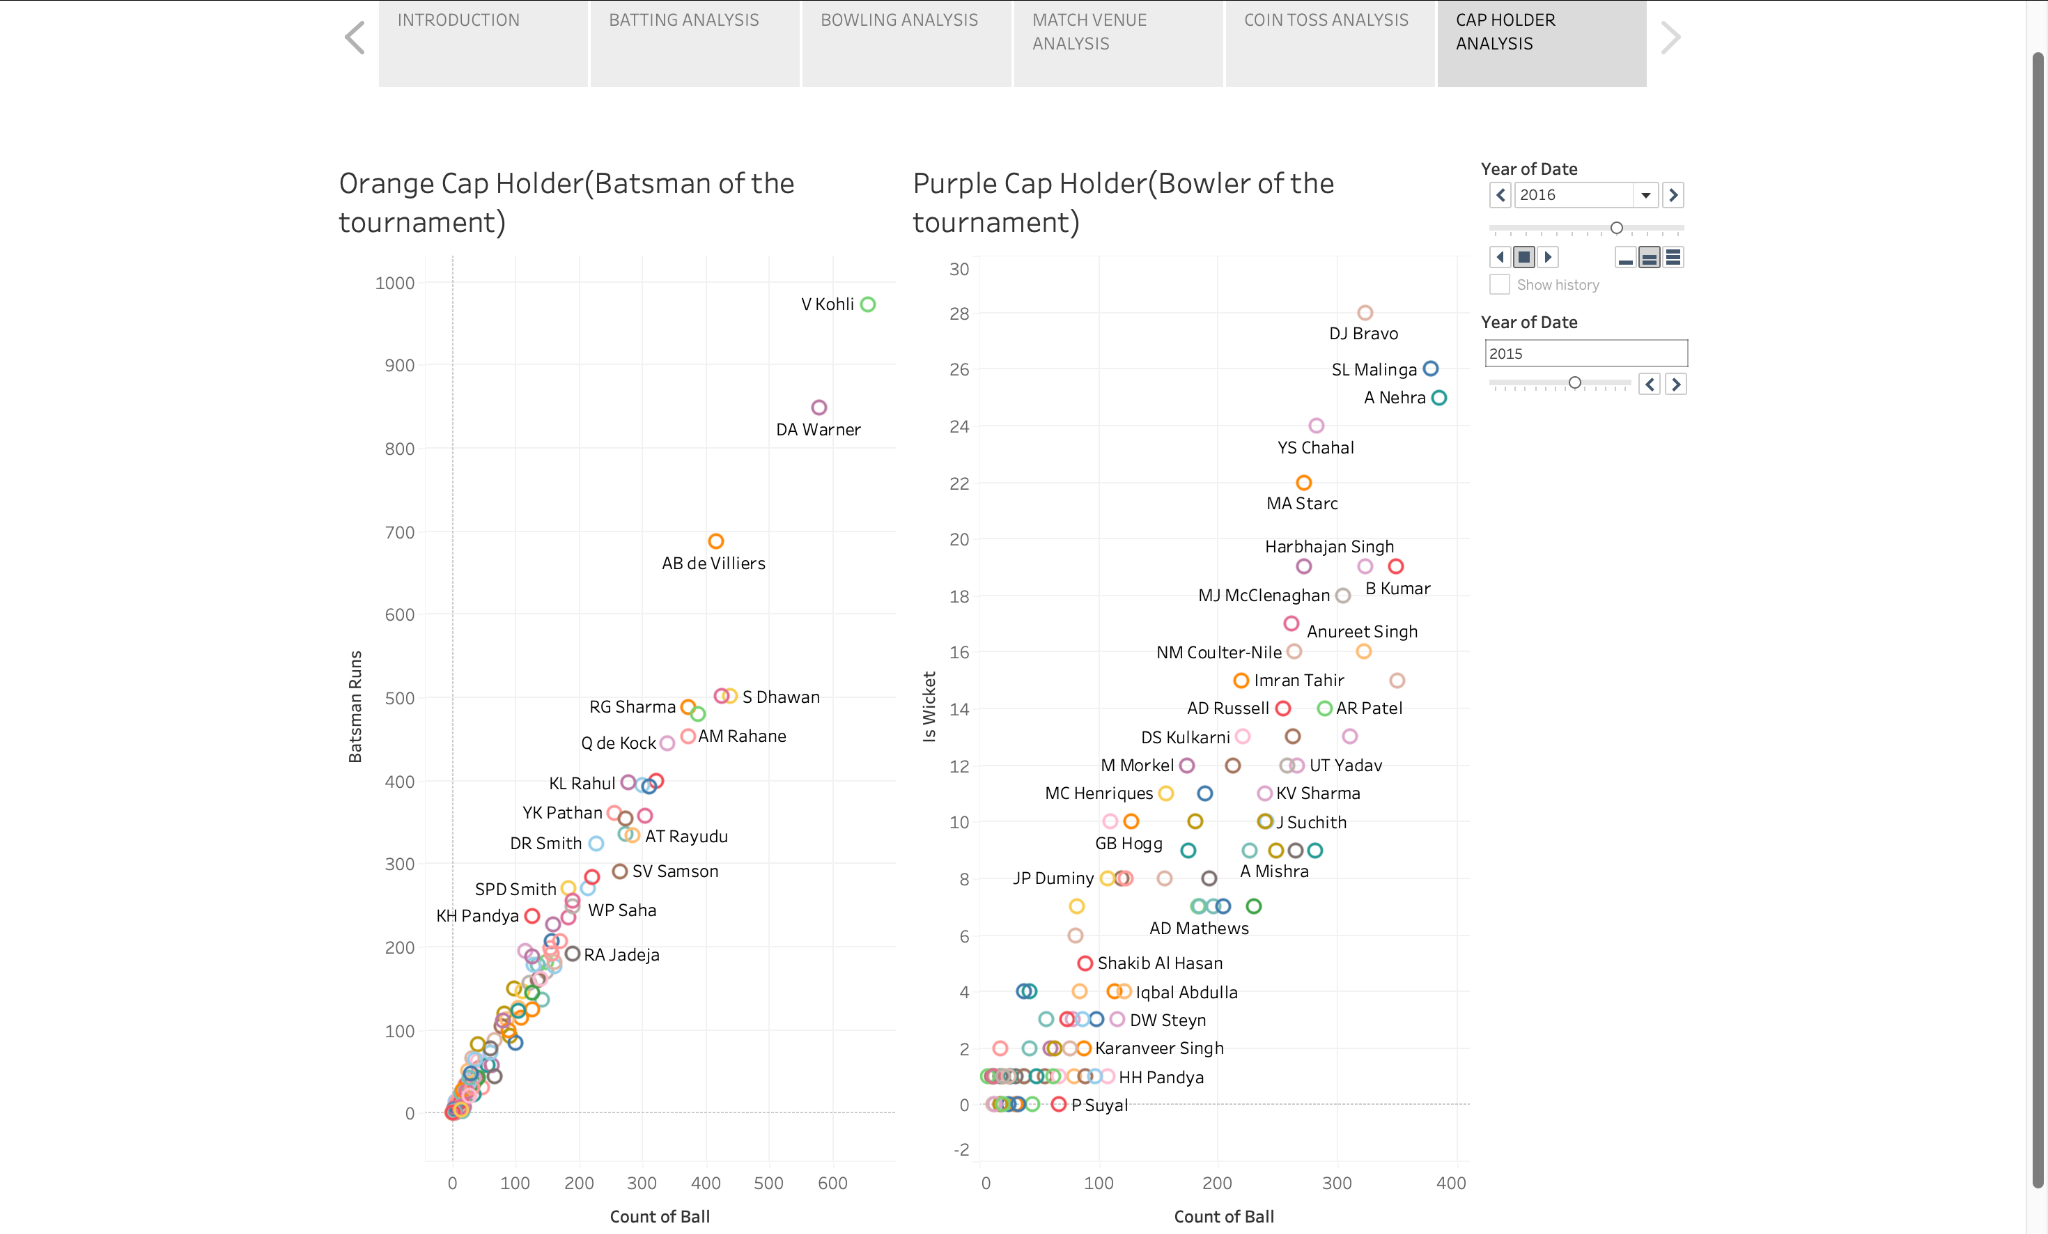 INTRODUCTION
BATTING ANALYSIS
BOWLING ANALYSIS
MATCH VENUE
ANALYSIS
COIN TOSS ANALYSIS
CAP HOLDER
ANALYSIS
Orange Cap Holder(Batsman of the
tournament)
Batsman Runs
1000
900
800
700
600
500
400
300
200
100
0
V Kohli
DA Warner
AB de Villiers
S Dhawan
RG Sharma
AM Rahane
Q de Kock
KL Rahul
YK Pathan
AT Rayudu
DR Smith
SV Samson
SPD Smith
WP Saha
KH Pandya
RA Jadeja
0 100 200 300 400 500 600
Count of Ball
Purple Cap Holder(Bowler of the
tournament)
Is Wicket
30
28
26
24
22
20
18
16
14
12
10
8
6
4
2
0
-2
DJ Bravo
SL Malinga
A Nehra
YS Chahal
MA Starc
Harbhajan Singh
B Kumar
MJ McClenaghan
Anureet Singh
NM Coulter-Nile
Imran Tahir
AD Russell
AR Patel
DS Kulkarni
M Morkel
UT Yadav
MC Henriques
KV Sharma
J Suchith
GB Hogg
A Mishra
JP Duminy
AD Mathews
Shakib Al Hasan
Iqbal Abdulla
DW Steyn
Karanveer Singh
HH Pandya
P Suyal
0 100 200 300 400
Count of Ball
Year of Date
2016
Show history
Year of Date
2015